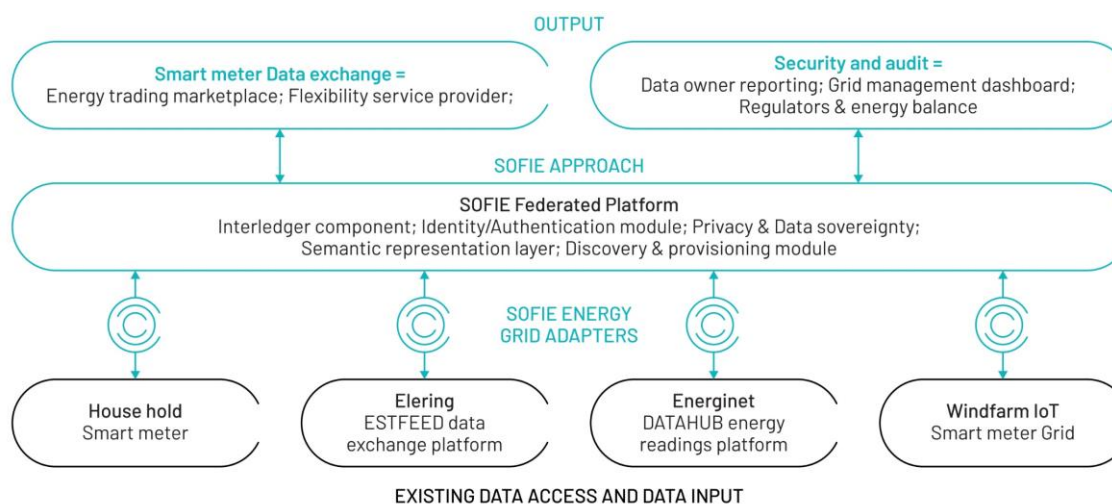 OUTPUT
Smart meter Data exchange =
Energy trading marketplace; Flexibility service provider;
Security and audit =
Data owner reporting; Grid management dashboard;
Regulators & energy balance
SOFIE APPROACH
SOFIE Federated Platform
Interledger component; Identity/Authentication module; Privacy & Data sovereignty;
Semantic representation layer; Discovery & provisioning module
SOFIE ENERGY
GRID ADAPTERS
House hold
Smart meter
Elering
ESTFEED data
exchange platform
Energinet
DATAHUB energy
readings platform
Windfarm IoT
Smart meter Grid
EXISTING DATA ACCESS AND DATA INPUT